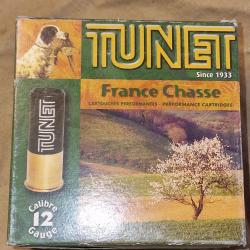 TUNET
Since 1933
France Chasse
CARTOUCHES PERFORMANTES - PERFORMANCE CARTRIDGES
TUNET
Calibre
12
Gauge